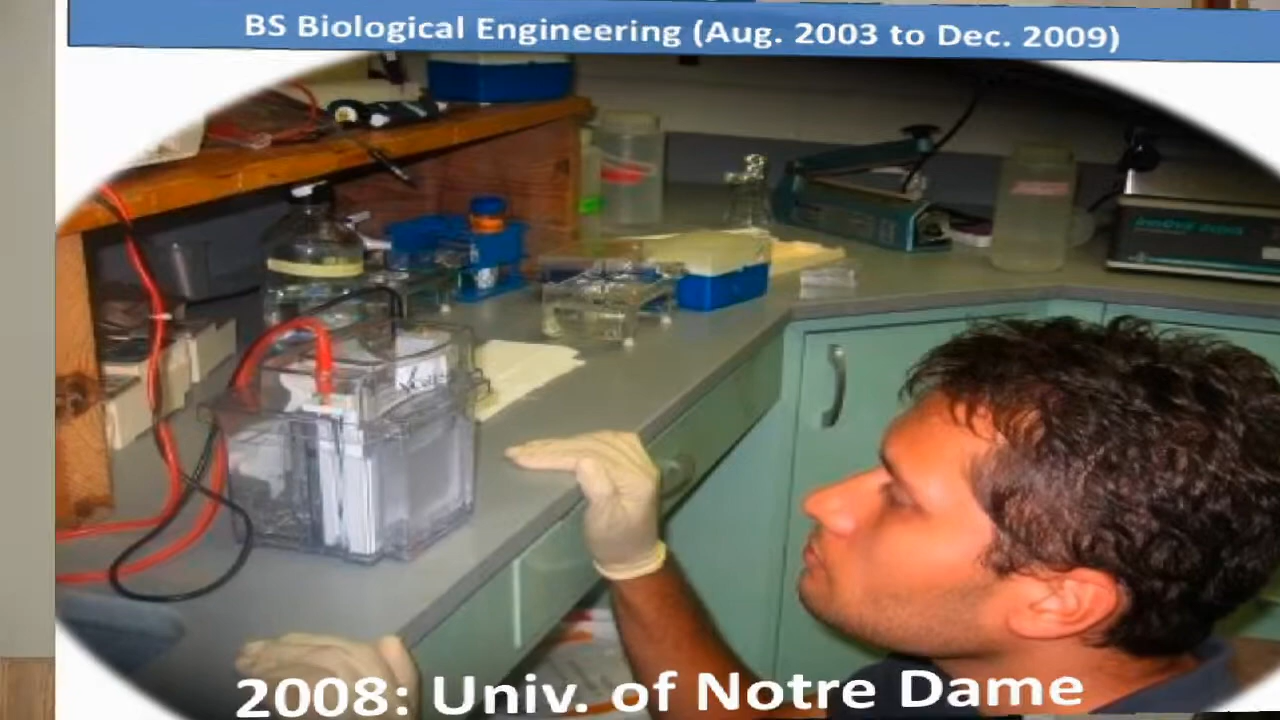 BS Biological Engineering (Aug. 2003 to Dec. 2009)
2008: Univ. of Notre Dame